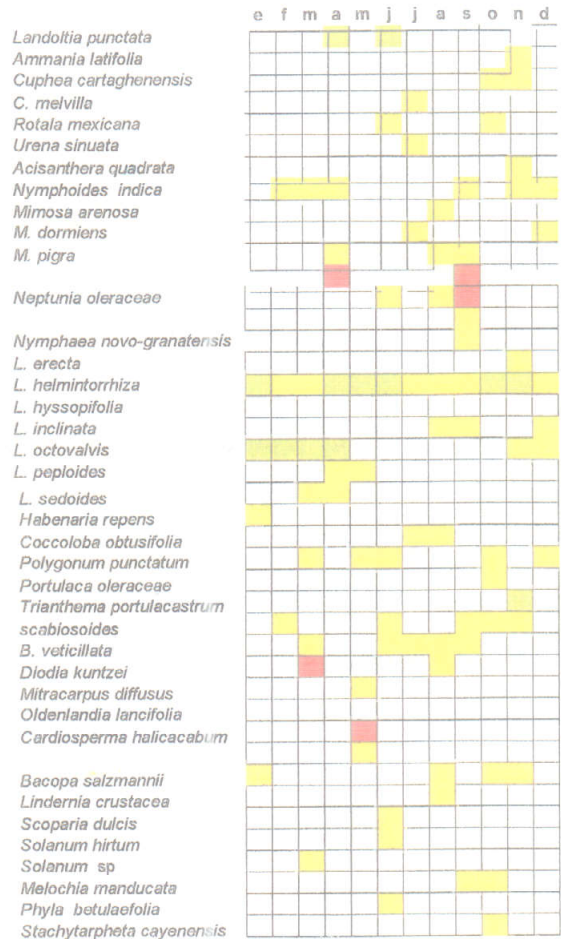 e f m a m j j a s o n d
Landoltia punctata
Ammania latifolia
Cuphea cartaghenensis
C. melvilla
Rotala mexicana
Urena sinuata
Acisanthera quadrata
Nymphoides indica
Mimosa arenosa
M. dormiens
M. pigra
Neptunia oleraceae
Nymphaea novo-granatensis
L. erecta
L. helmintorrhiza
L. hyssopifolia
L. inclinata
L. octovalvis
L. peploides
L. sedoides
Habenaria repens
Coccoloba obtusifolia
Polygonum punctatum
Portulaca oleraceae
Trianthema portulacastrum
scabiosoides
B. veticillata
Diodia kuntzei
Mitracarpus diffusus
Oldenlandia lancifolia
Cardiosperma halicacabum
Bacopa salzmannii
Lindernia crustacea
Scoparia dulcis
Solanum hirtum
Solanum sp
Melochia manducata
Phyla betulaefolia
Stachytarpheta cayenensis